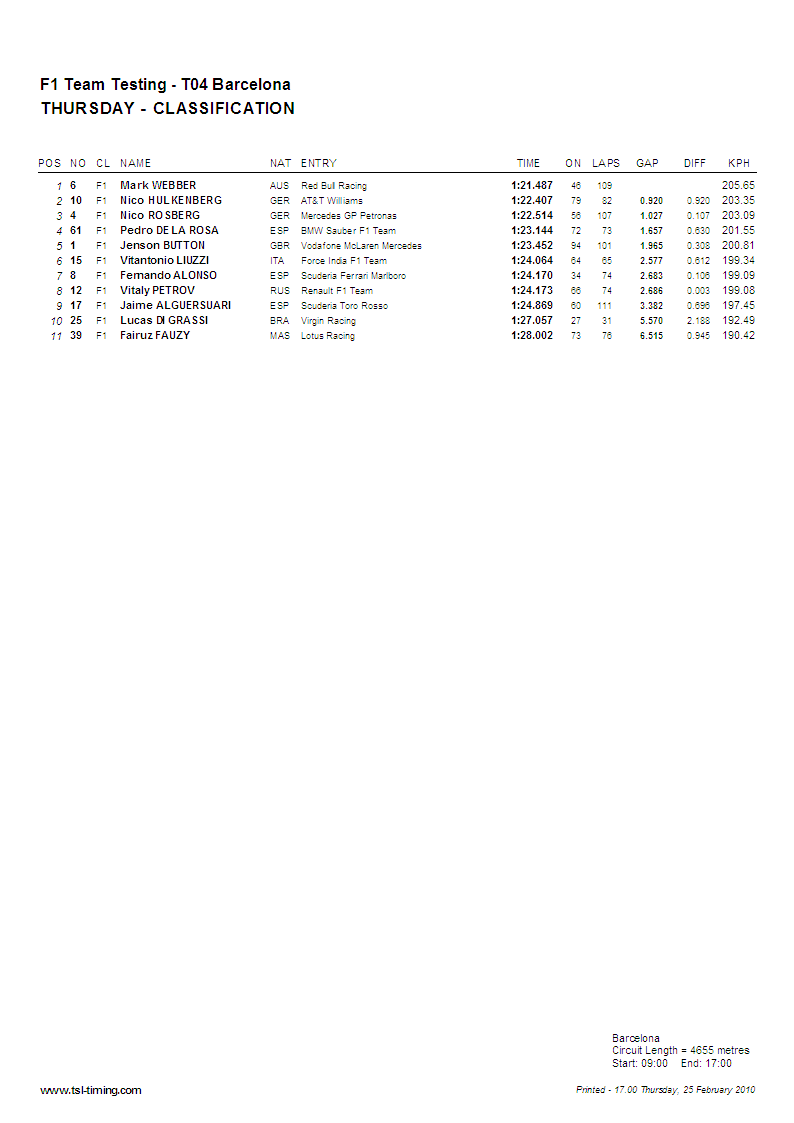 F1 Team Testing - T04 Barcelona
THURSDAY - CLASSIFICATION
POS NO CL NAME NAT ENTRY TIME ON LAPS GAP DIFF KPH
1 6 F1 Mark WEBBER AUS Red Bull Racing 1:21.487 46 109 205.65
2 10 F1 Nico HULKENBERG GER AT&T Williams 1:22.407 79 82 0.920 0.920 203.35
3 4 F1 Nico ROSBERG GER Mercedes GP Petronas 1:22.514 56 107 1.027 0.107 203.09
4 61 F1 Pedro DE LA ROSA ESP BMW Sauber F1 Team 1:23.144 72 73 1.657 0.630 201.55
5 1 F1 Jenson BUTTON GBR Vodafone McLaren Mercedes 1:23.452 94 101 1.965 0.308 200.81
6 15 F1 Vitantonio LIUZZI ITA Force India F1 Team 1:24.064 64 65 2.577 0.612 199.34
7 8 F1 Fernando ALONSO ESP Scuderia Ferrari Marlboro 1:24.170 34 74 2.683 0.106 199.09
8 12 F1 Vitaly PETROV RUS Renault F1 Team 1:24.173 66 74 2.686 0.003 199.08
9 17 F1 Jaime ALGUERSUARI ESP Scuderia Toro Rosso 1:24.869 60 111 3.382 0.696 197.45
10 25 F1 Lucas DI GRASSI BRA Virgin Racing 1:27.057 27 31 5.570 2.188 192.49
11 39 F1 Fairuz FAUZY MAS Lotus Racing 1:28.002 73 76 6.515 0.945 190.42
Barcelona
Circuit Length = 4655 metres
Start: 09:00 End: 17:00
www.tsl-timing.com Printed - 17.00 Thursday, 25 February 2010